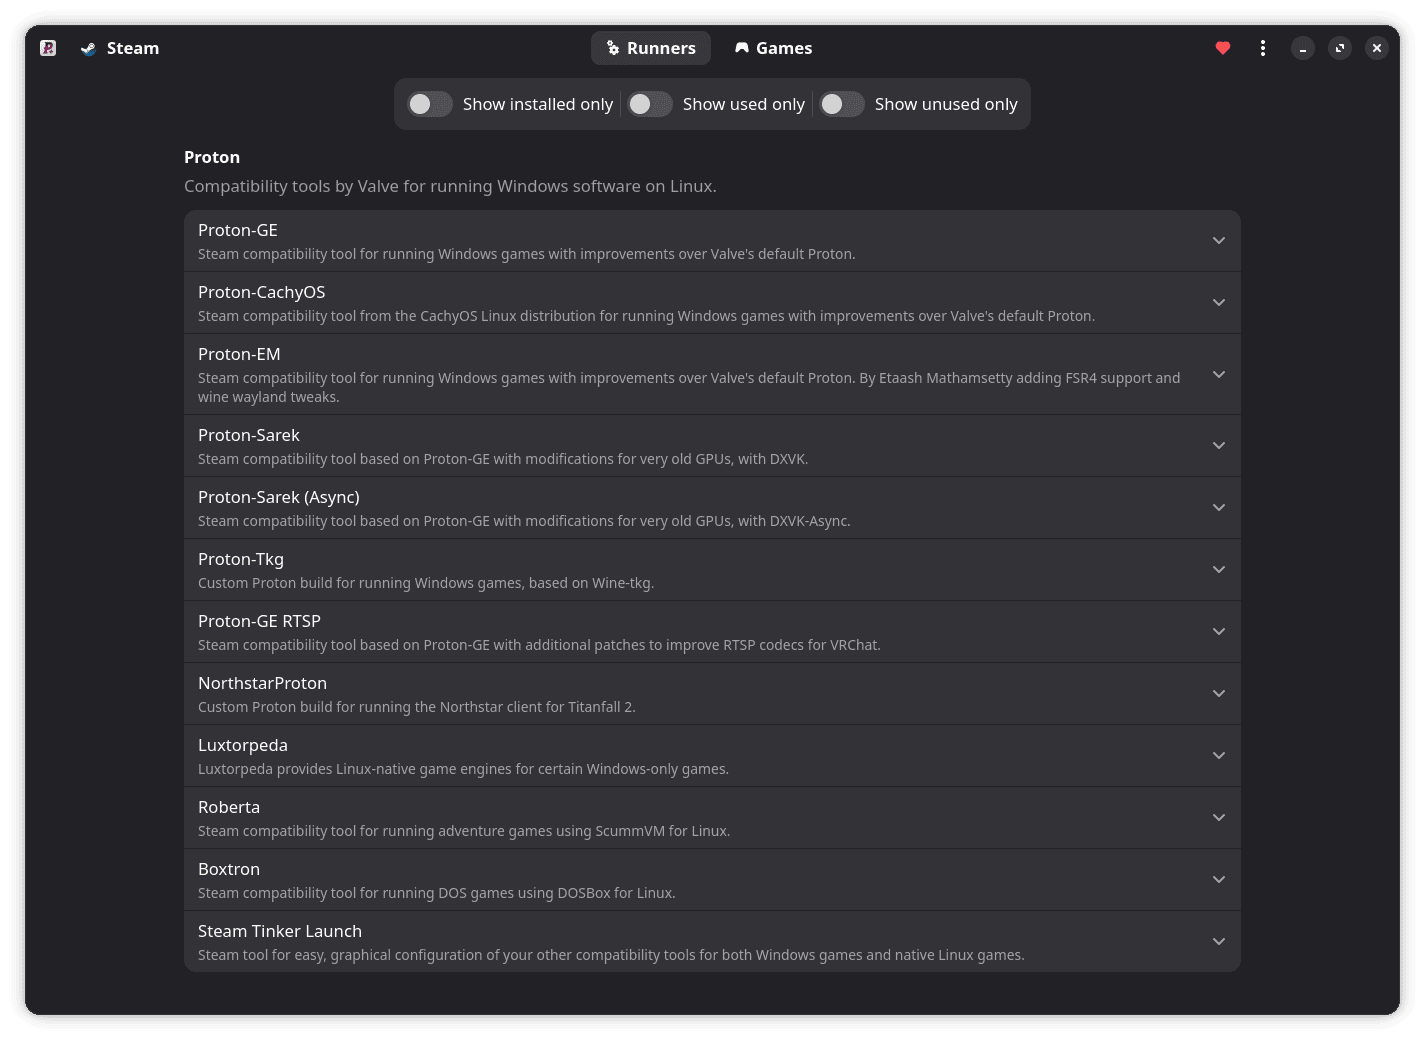 Steam
Runners
Games
Show installed only
Show used only
Show unused only
Proton
Compatibility tools by Valve for running Windows software on Linux.
Proton-GE
Steam compatibility tool for running Windows games with improvements over Valve's default Proton.
Proton-CachyOS
Steam compatibility tool from the CachyOS Linux distribution for running Windows games with improvements over Valve's default Proton.
Proton-EM
Steam compatibility tool for running Windows games with improvements over Valve's default Proton. By Etaash Mathamsetty adding FSR4 support and
wine wayland tweaks.
Proton-Sarek
Steam compatibility tool based on Proton-GE with modifications for very old GPUs, with DXVK.
Proton-Sarek (Async)
Steam compatibility tool based on Proton-GE with modifications for very old GPUs, with DXVK-Async.
Proton-Tkg
Custom Proton build for running Windows games, based on Wine-tkg.
Proton-GE RTSP
Steam compatibility tool based on Proton-GE with additional patches to improve RTSP codecs for VRChat.
NorthstarProton
Custom Proton build for running the Northstar client for Titanfall 2.
Luxtorpeda
Luxtorpeda provides Linux-native game engines for certain Windows-only games.
Roberta
Steam compatibility tool for running adventure games using ScummVM for Linux.
Boxtron
Steam compatibility tool for running DOS games using DOSBox for Linux.
Steam Tinker Launch
Steam tool for easy, graphical configuration of your other compatibility tools for both Windows games and native Linux games.